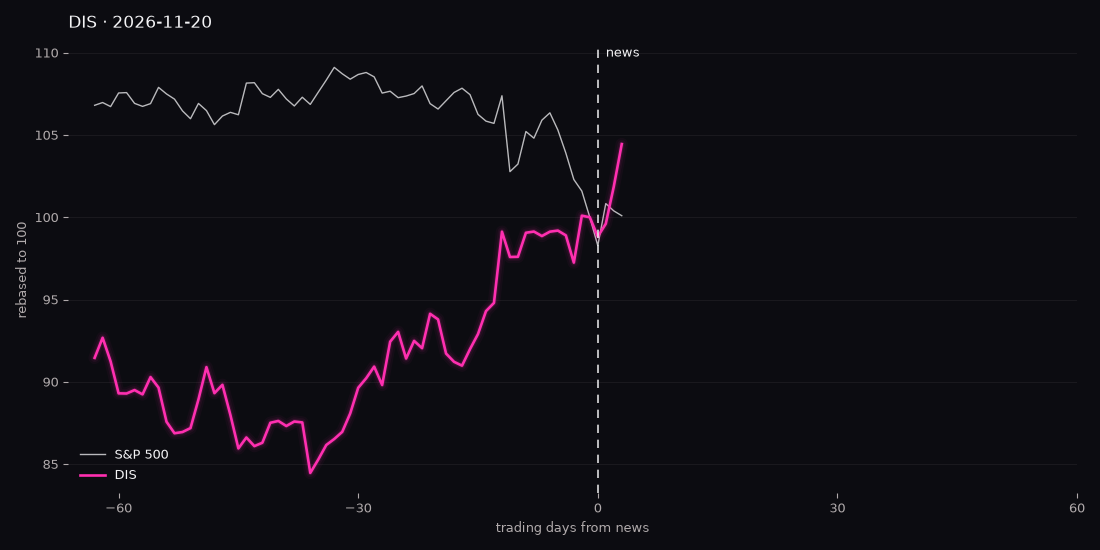 DIS · 2026-11-20
news
110
105
100
95
90
85
rebased to 100
S&P 500
DIS
−60
−30
0
30
60
trading days from news